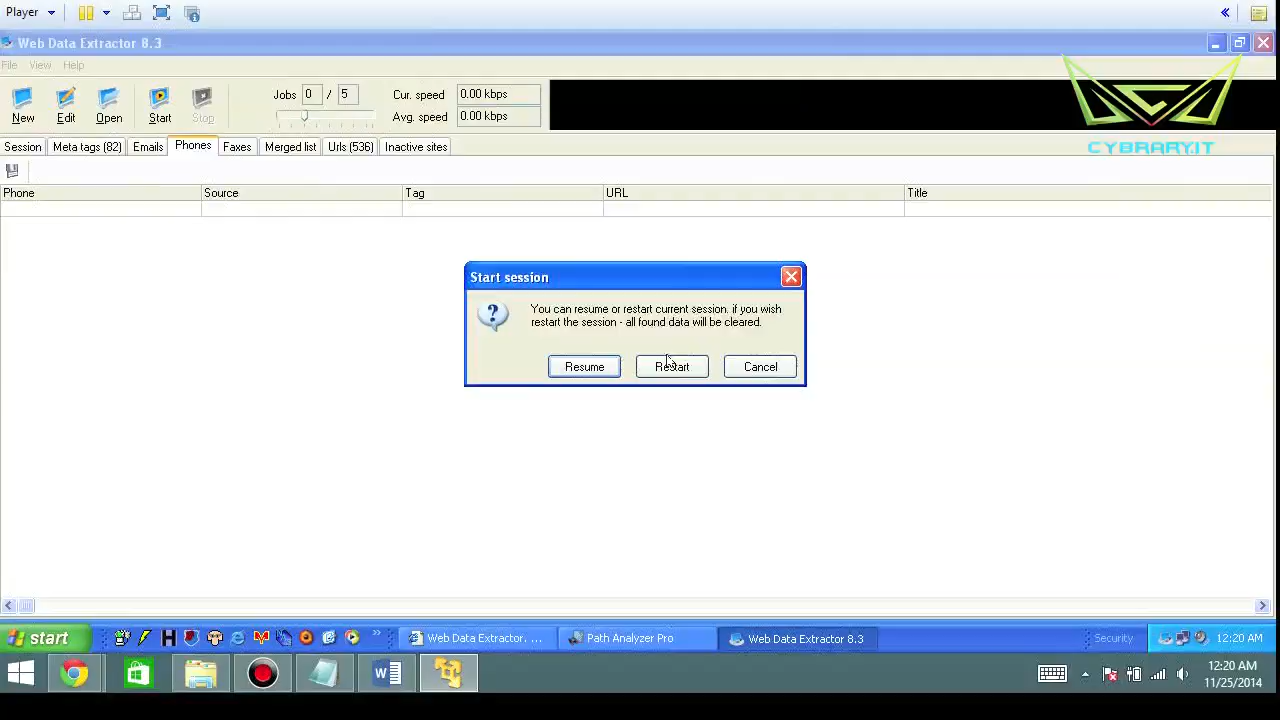 Player
Web Data Extractor 8.3
File View Help
New Edit Open Start Stop
Jobs 0 / 5
Cur. speed 0.00 kbps
Avg. speed 0.00 kbps
CYBRARY.IT
Session Meta tags (82) Emails Phones Faxes Merged list Urls (536) Inactive sites
Phone Source Tag URL Title
Start session
You can resume or restart current session. if you wish
restart the session - all found data will be cleared.
Resume Restart Cancel
start
Web Data Extractor. ...
Path Analyzer Pro
Web Data Extractor 8.3
Security
12:20 AM
12:20 AM
11/25/2014